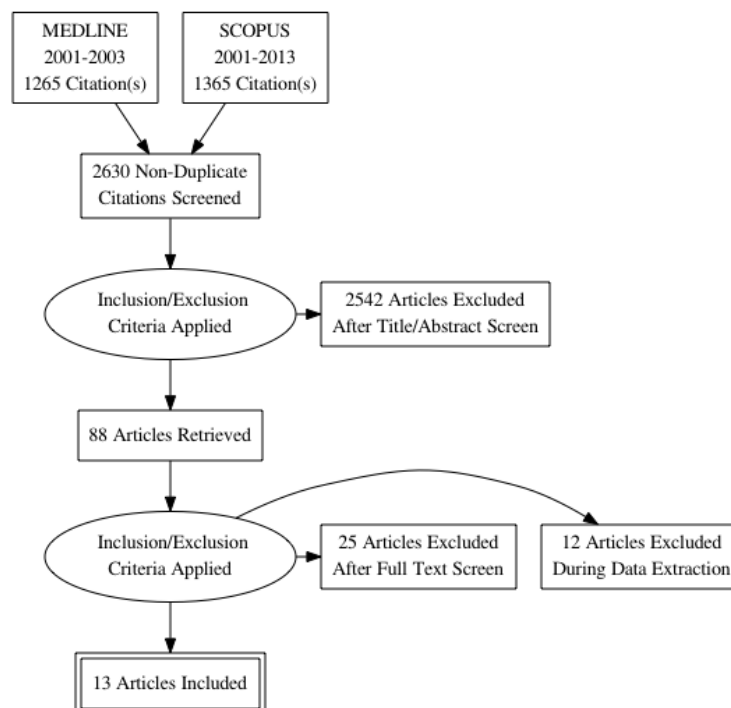 MEDLINE
2001-2003
1265 Citation(s)
SCOPUS
2001-2013
1365 Citation(s)
2630 Non-Duplicate
Citations Screened
Inclusion/Exclusion
Criteria Applied
2542 Articles Excluded
After Title/Abstract Screen
88 Articles Retrieved
Inclusion/Exclusion
Criteria Applied
25 Articles Excluded
After Full Text Screen
12 Articles Excluded
During Data Extraction
13 Articles Included